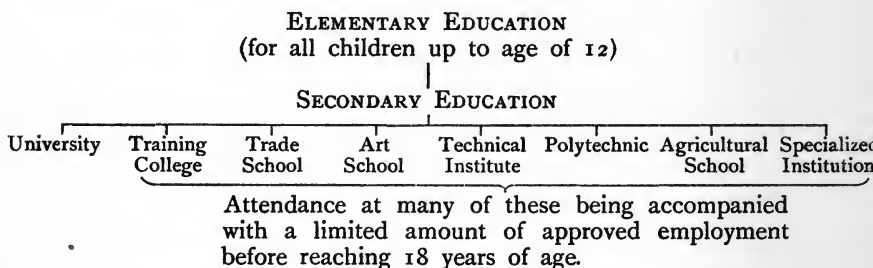 ELEMENTARY EDUCATION
(for all children up to age of 12)
SECONDARY EDUCATION
University Training Trade Art Technical Polytechnic Agricultural Specialized
College School School Institute School Institution
Attendance at many of these being accompanied
with a limited amount of approved employment
before reaching 18 years of age.